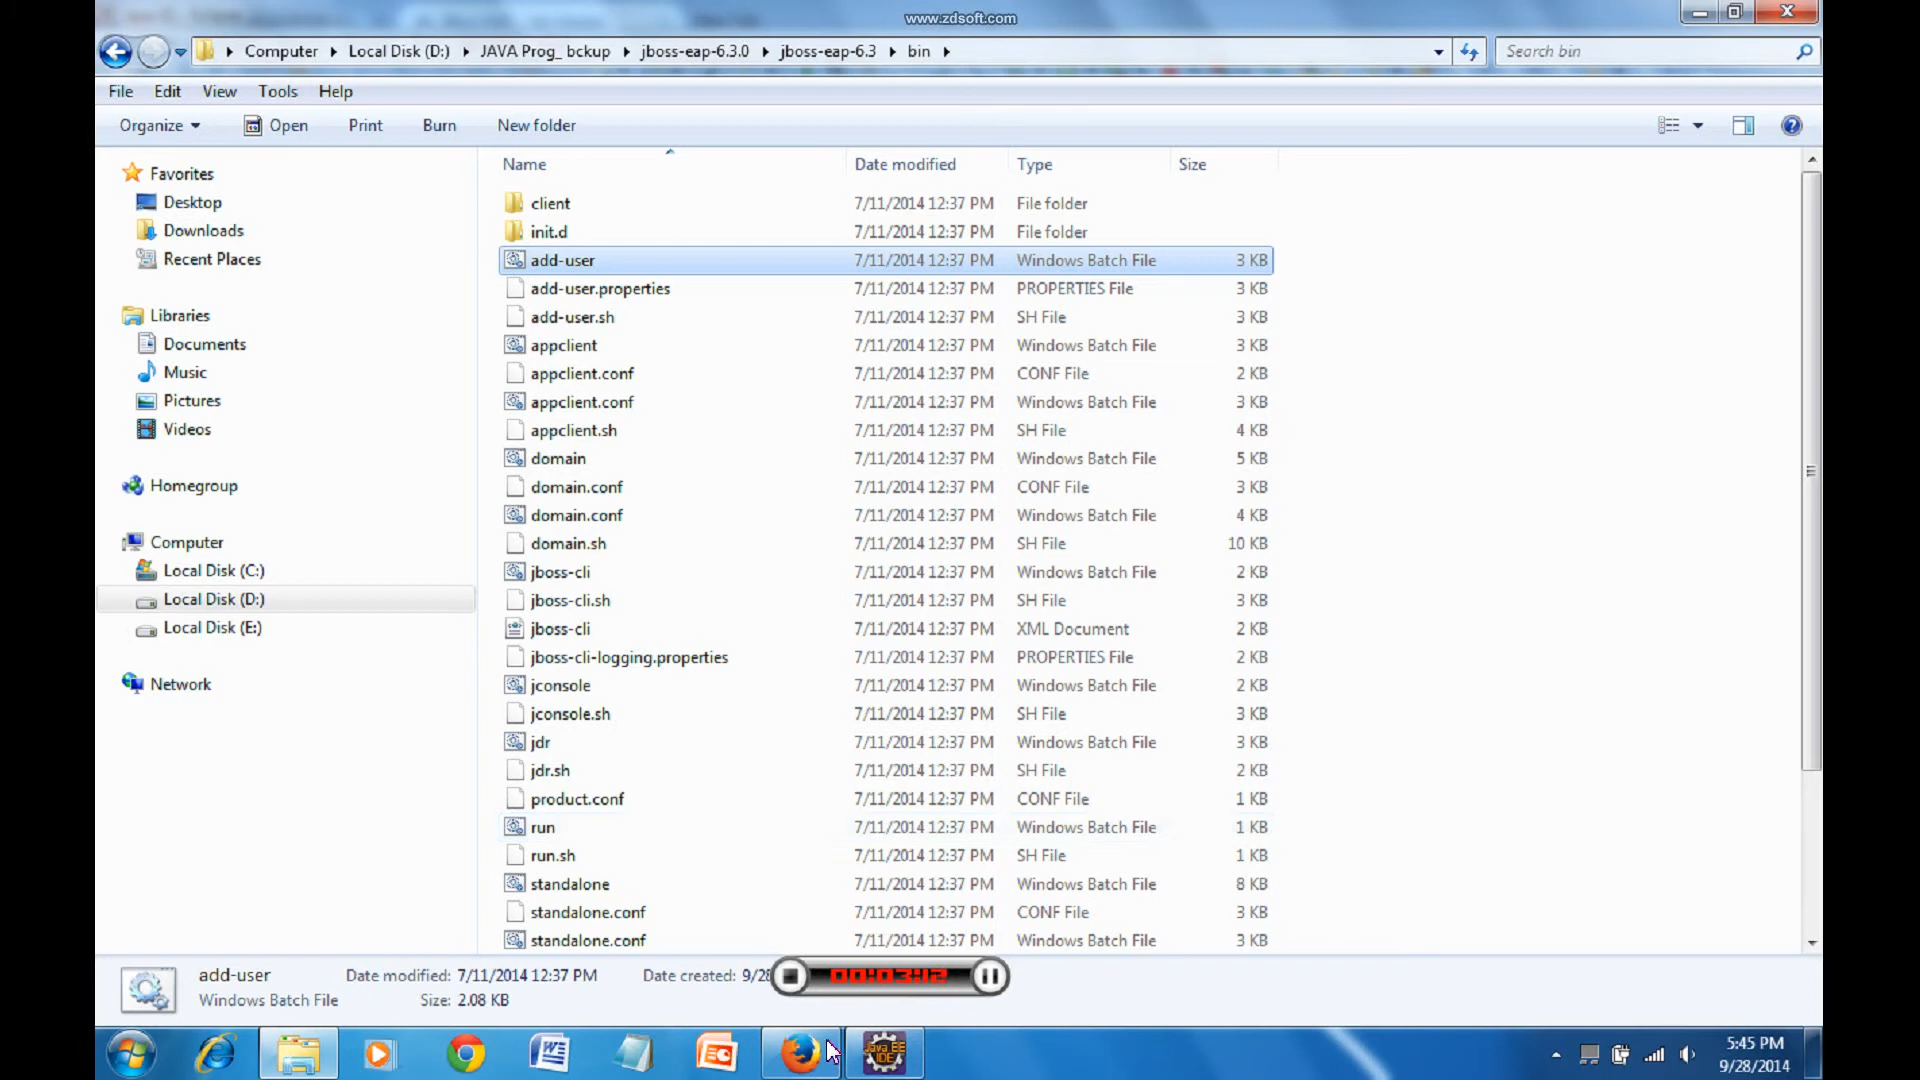 www.zdsoft.com
Computer Local Disk (D:) JAVA Prog_ bckup jboss-eap-6.3.0 jboss-eap-6.3 bin
Search bin
File Edit View Tools Help
Organize Open Print Burn New folder
Name Date modified Type Size
Favorites
Desktop
Downloads
Recent Places
Libraries
Documents
Music
Pictures
Videos
Homegroup
Computer
Local Disk (C:)
Local Disk (D:)
Local Disk (E:)
Network
client 7/11/2014 12:37 PM File folder
init.d 7/11/2014 12:37 PM File folder
add-user 7/11/2014 12:37 PM Windows Batch File 3 KB
add-user.properties 7/11/2014 12:37 PM PROPERTIES File 3 KB
add-user.sh 7/11/2014 12:37 PM SH File 3 KB
appclient 7/11/2014 12:37 PM Windows Batch File 3 KB
appclient.conf 7/11/2014 12:37 PM CONF File 2 KB
appclient.conf 7/11/2014 12:37 PM Windows Batch File 3 KB
appclient.sh 7/11/2014 12:37 PM SH File 4 KB
domain 7/11/2014 12:37 PM Windows Batch File 5 KB
domain.conf 7/11/2014 12:37 PM CONF File 3 KB
domain.conf 7/11/2014 12:37 PM Windows Batch File 4 KB
domain.sh 7/11/2014 12:37 PM SH File 10 KB
jboss-cli 7/11/2014 12:37 PM Windows Batch File 2 KB
jboss-cli.sh 7/11/2014 12:37 PM SH File 3 KB
jboss-cli 7/11/2014 12:37 PM XML Document 2 KB
jboss-cli-logging.properties 7/11/2014 12:37 PM PROPERTIES File 2 KB
jconsole 7/11/2014 12:37 PM Windows Batch File 2 KB
jconsole.sh 7/11/2014 12:37 PM SH File 3 KB
jdr 7/11/2014 12:37 PM Windows Batch File 3 KB
jdr.sh 7/11/2014 12:37 PM SH File 2 KB
product.conf 7/11/2014 12:37 PM CONF File 1 KB
run 7/11/2014 12:37 PM Windows Batch File 1 KB
run.sh 7/11/2014 12:37 PM SH File 1 KB
standalone 7/11/2014 12:37 PM Windows Batch File 8 KB
standalone.conf 7/11/2014 12:37 PM CONF File 3 KB
standalone.conf 7/11/2014 12:37 PM Windows Batch File 3 KB
add-user Date modified: 7/11/2014 12:37 PM Date created: 9/28
Windows Batch File Size: 2.08 KB
00:03:12
Java EE
IDE
5:45 PM
9/28/2014